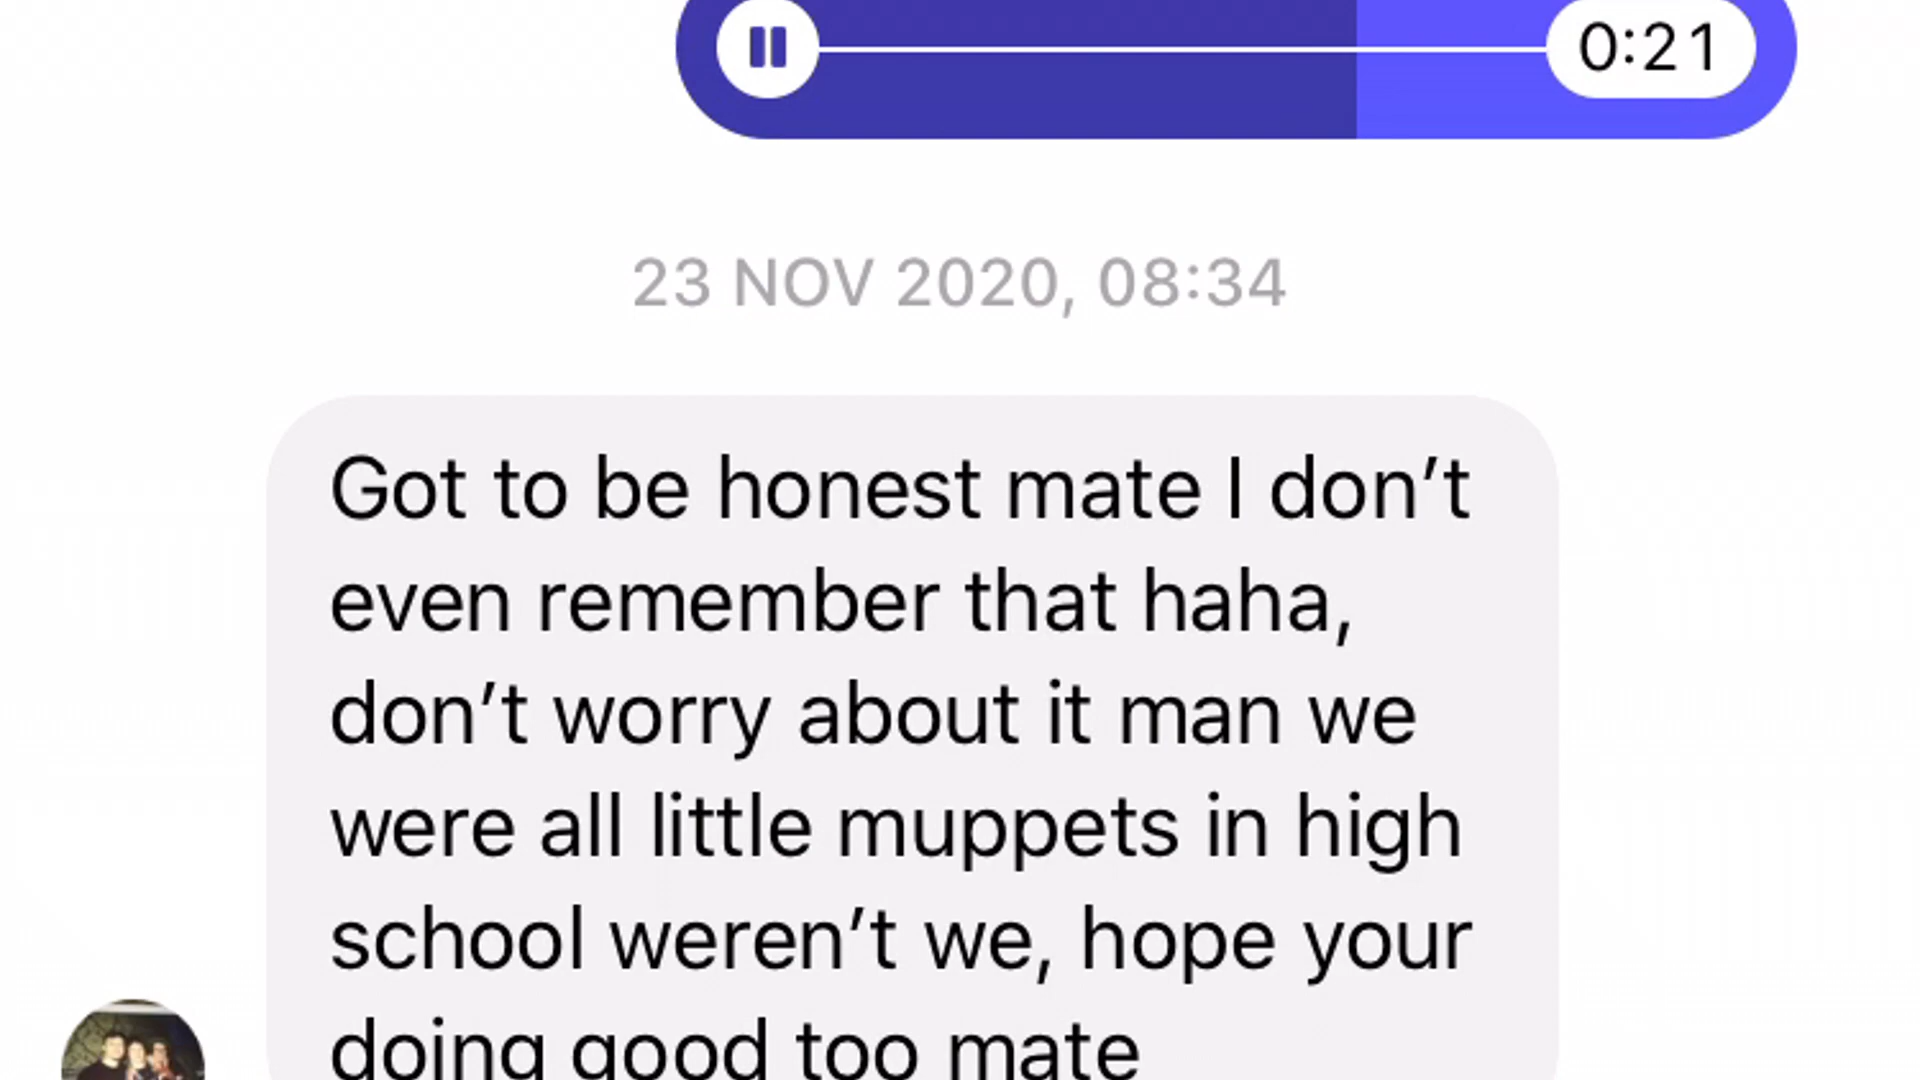 0:21
23 NOV 2020, 08:34
Got to be honest mate I don’t
even remember that haha,
don’t worry about it man we
were all little muppets in high
school weren’t we, hope your
doing good too mate